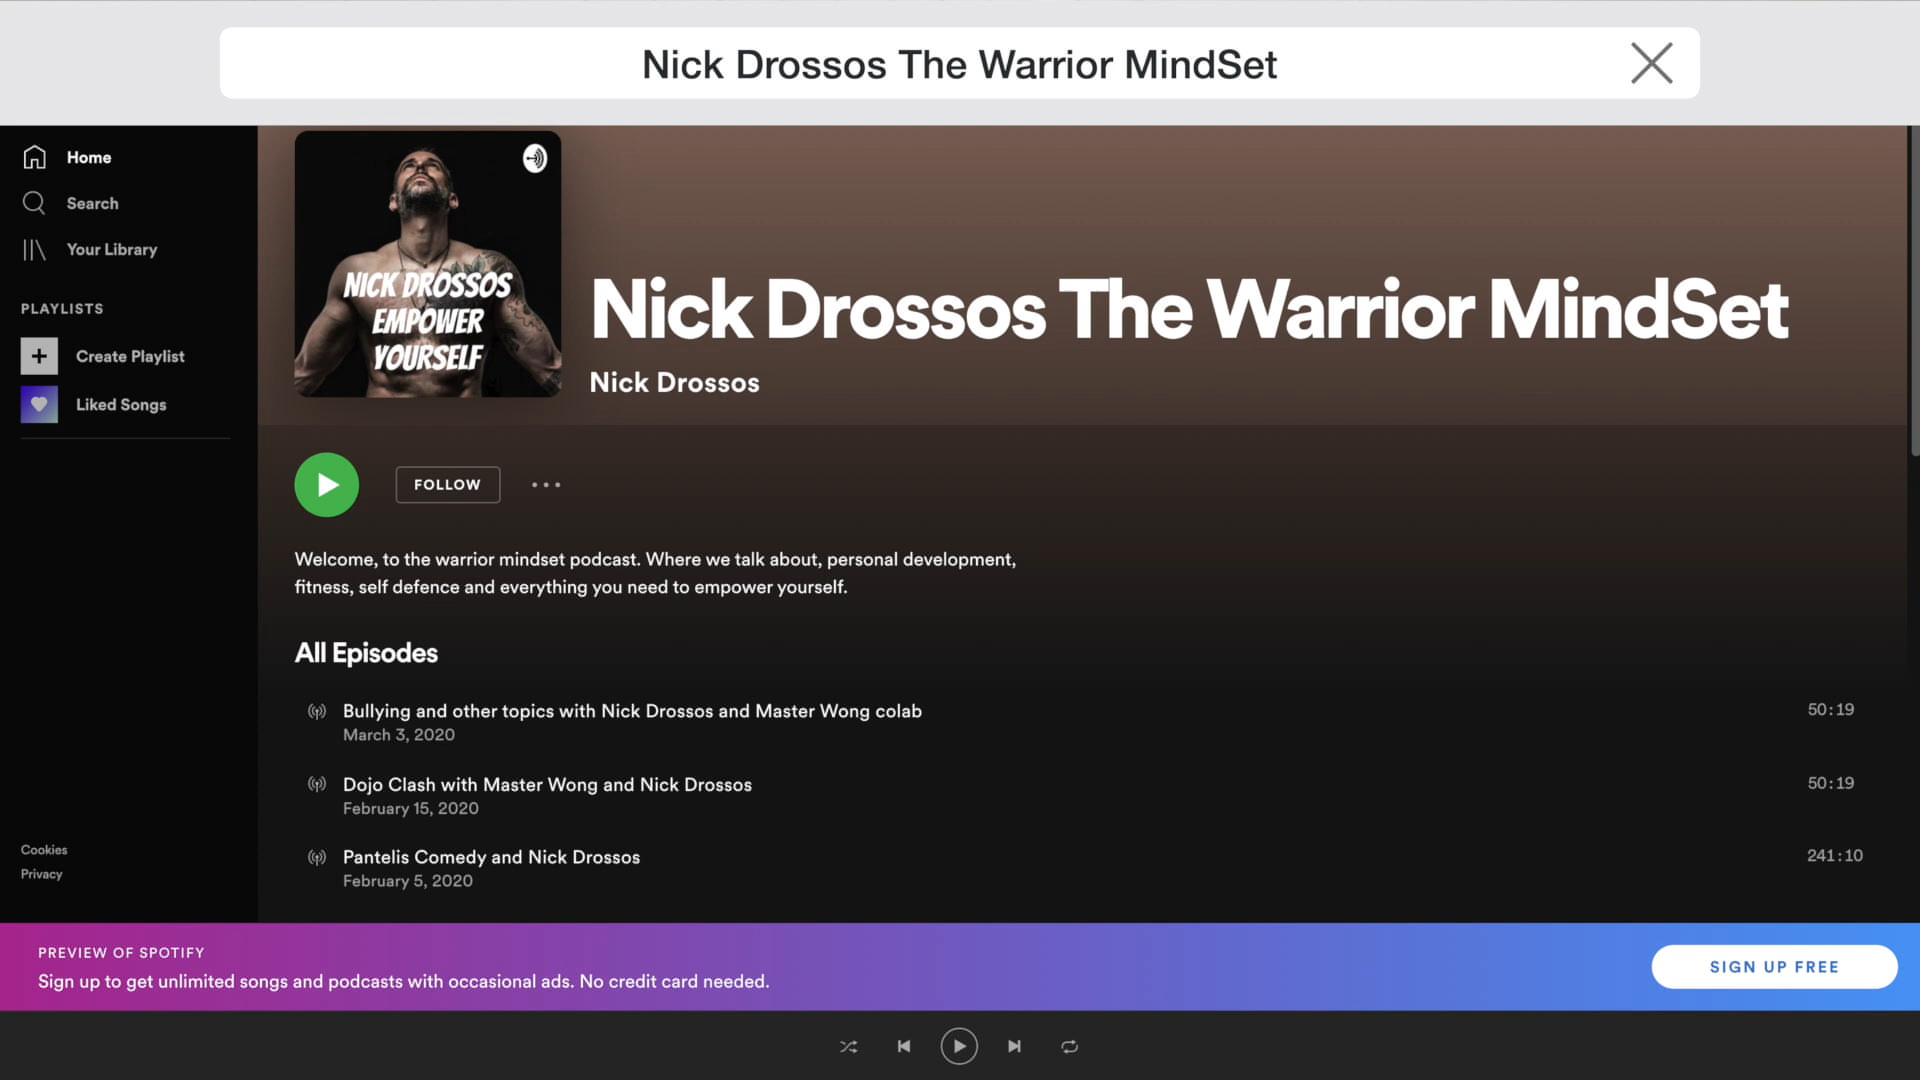 Nick Drossos The Warrior MindSet
Home
Search
Your Library
PLAYLISTS
Create Playlist
Liked Songs
Cookies
Privacy
NICK DROSSOS
EMPOWER
YOURSELF
Nick Drossos The Warrior MindSet
Nick Drossos
FOLLOW
Welcome, to the warrior mindset podcast. Where we talk about, personal development,
fitness, self defence and everything you need to empower yourself.
All Episodes
Bullying and other topics with Nick Drossos and Master Wong colab
50:19
March 3, 2020
Dojo Clash with Master Wong and Nick Drossos
50:19
February 15, 2020
Pantelis Comedy and Nick Drossos
241:10
February 5, 2020
PREVIEW OF SPOTIFY
Sign up to get unlimited songs and podcasts with occasional ads. No credit card needed.
SIGN UP FREE